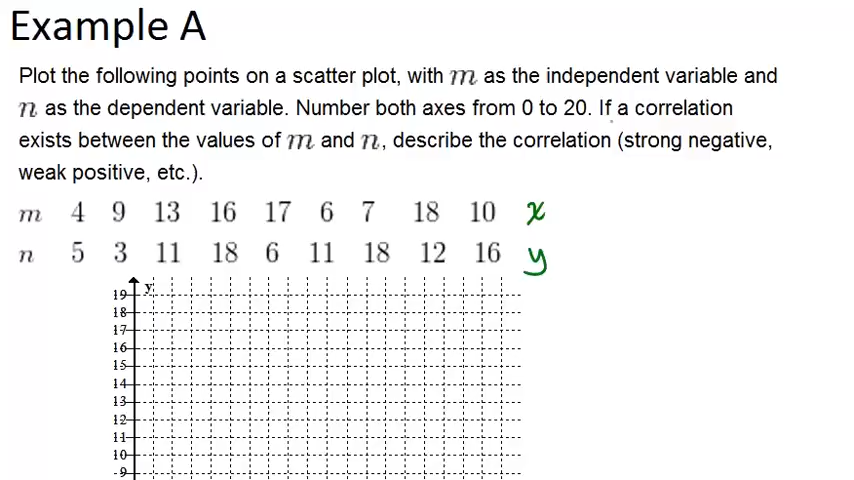 Example A
Plot the following points on a scatter plot, with m as the independent variable and
n as the dependent variable. Number both axes from 0 to 20. If a correlation
exists between the values of m and n, describe the correlation (strong negative,
weak positive, etc.).
m 4 9 13 16 17 6 7 18 10 x
n 5 3 11 18 6 11 18 12 16 y
y
19
18
17
16
15
14
13
12
11
10
9